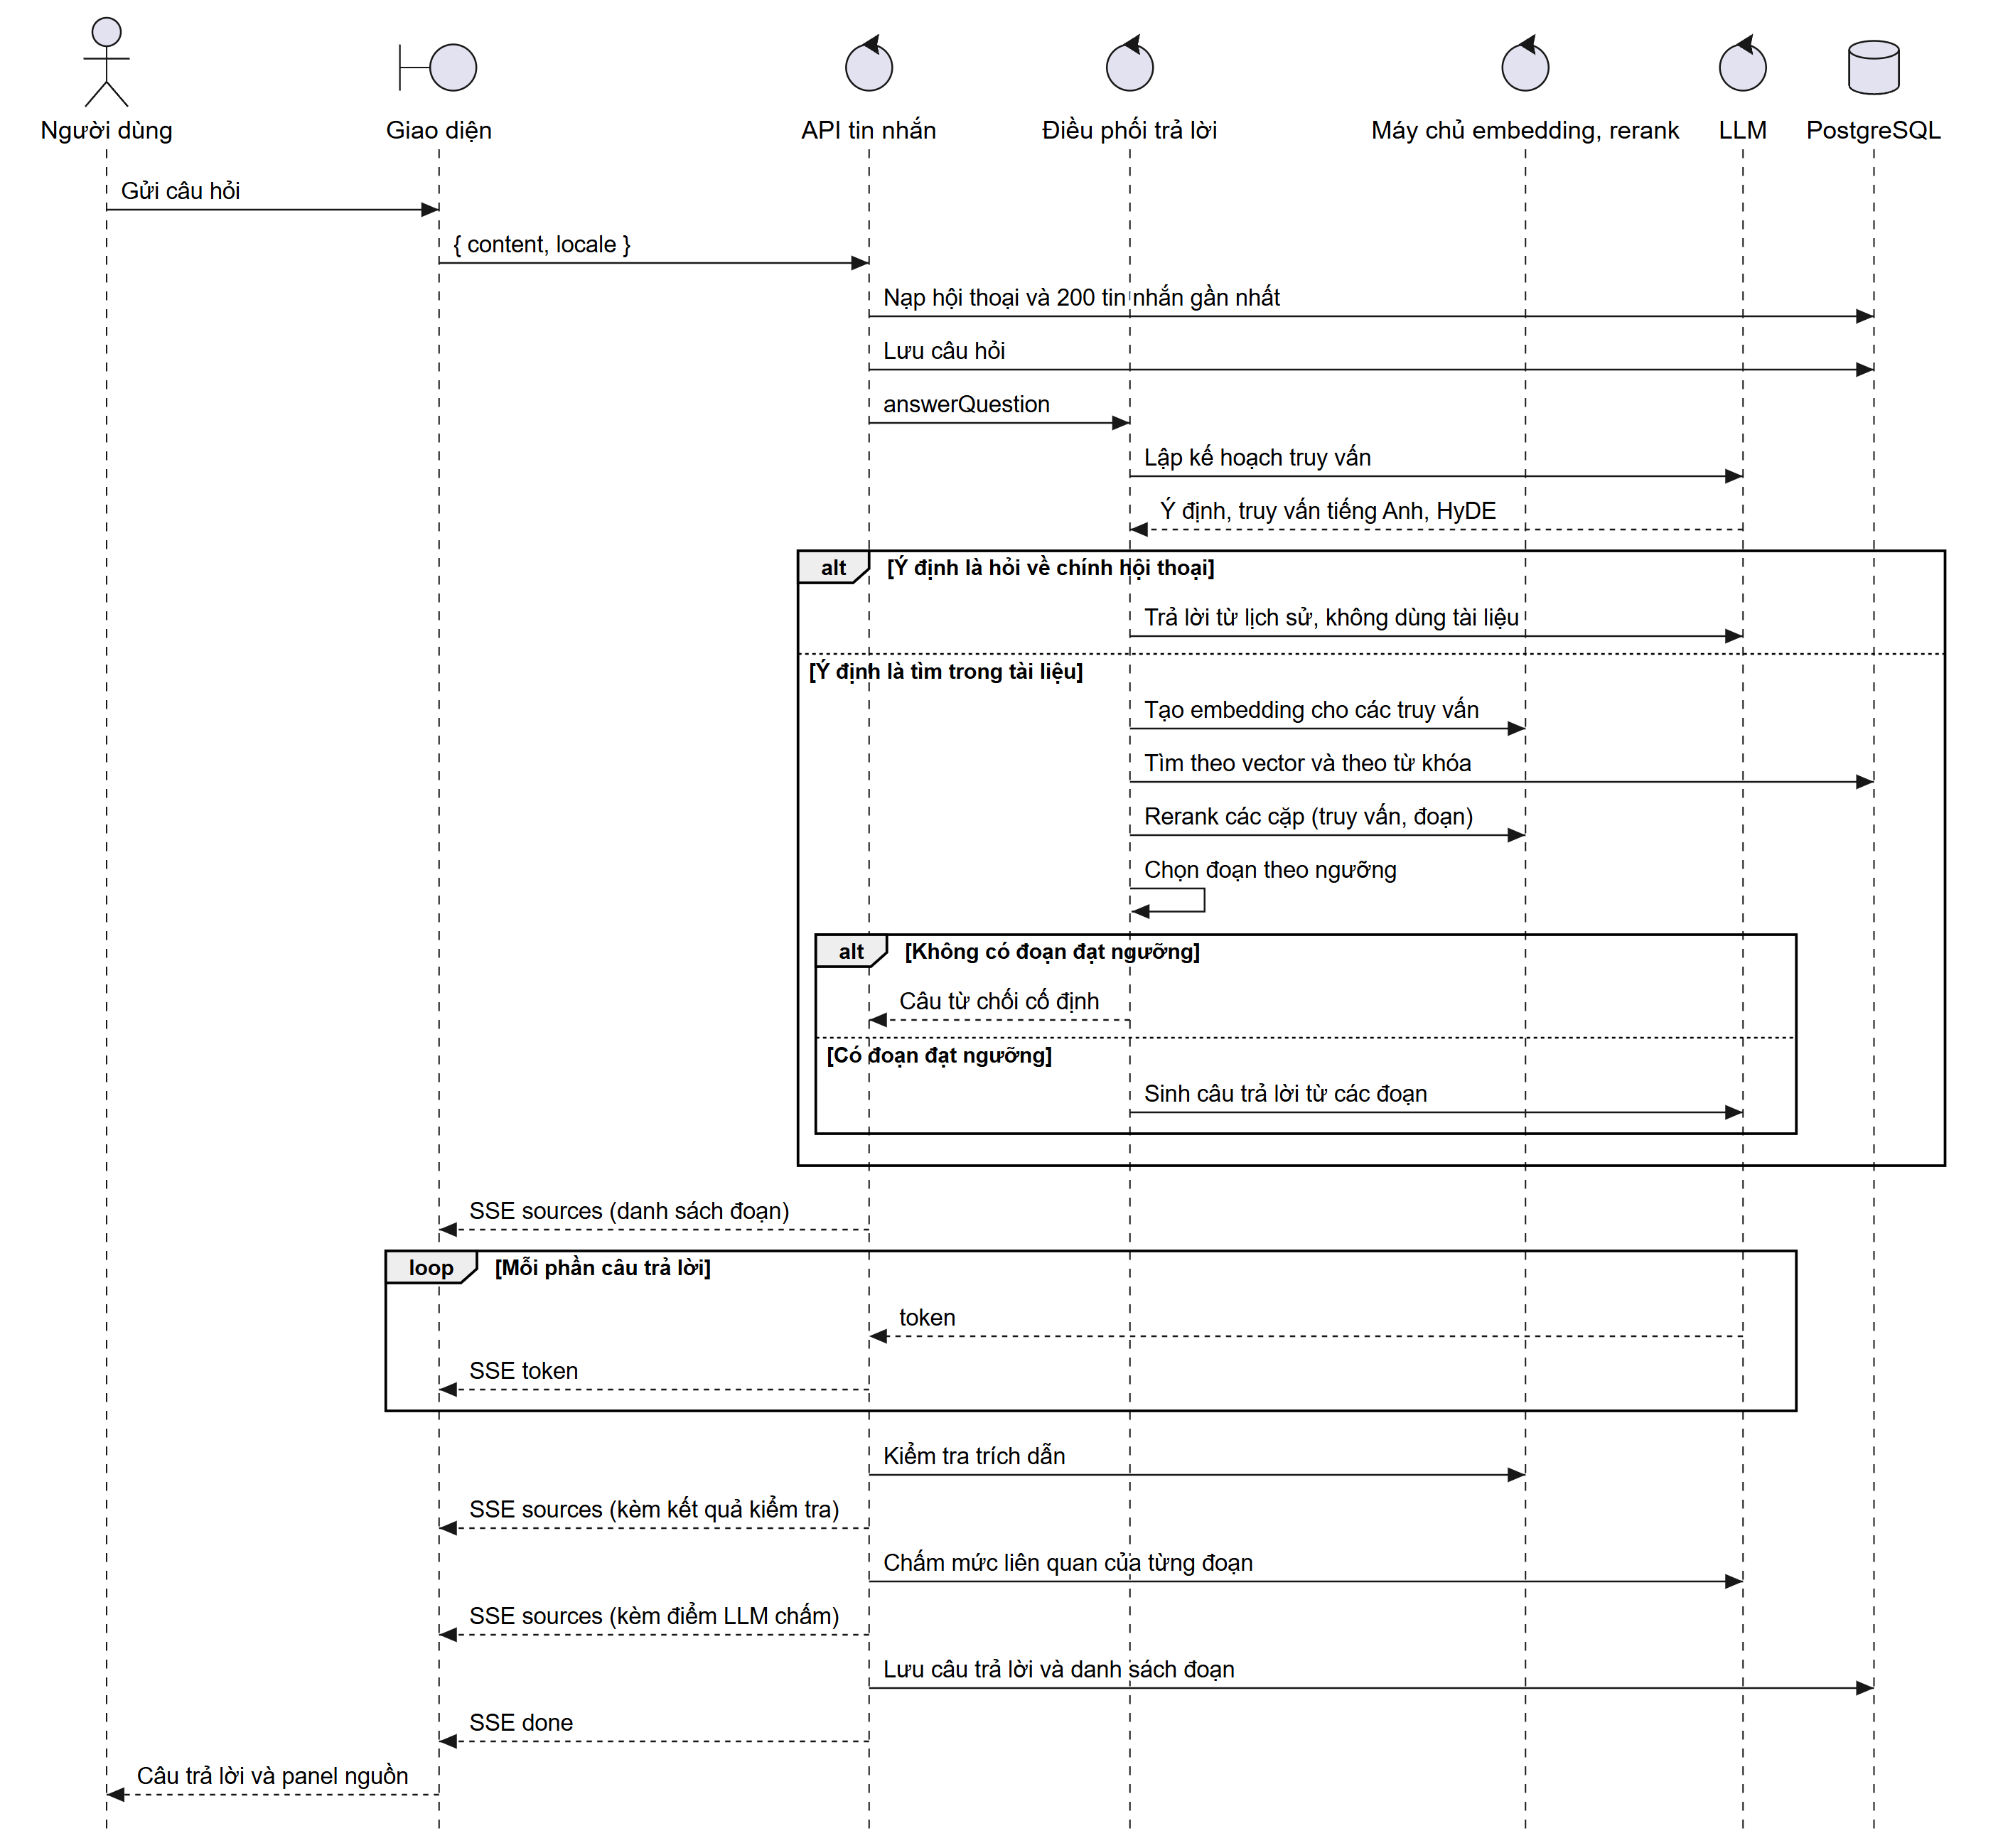 Người dùng
Giao diện
API tin nhắn
Điều phối trả lời
Máy chủ embedding, rerank
LLM
PostgreSQL
Gửi câu hỏi
{ content, locale }
Nạp hội thoại và 200 tin nhắn gần nhất
Lưu câu hỏi
answerQuestion
Lập kế hoạch truy vấn
Ý định, truy vấn tiếng Anh, HyDE
alt
[Ý định là hỏi về chính hội thoại]
Trả lời từ lịch sử, không dùng tài liệu
[Ý định là tìm trong tài liệu]
Tạo embedding cho các truy vấn
Tìm theo vector và theo từ khóa
Rerank các cặp (truy vấn, đoạn)
Chọn đoạn theo ngưỡng
alt
[Không có đoạn đạt ngưỡng]
Câu từ chối cố định
[Có đoạn đạt ngưỡng]
Sinh câu trả lời từ các đoạn
SSE sources (danh sách đoạn)
loop
[Mỗi phần câu trả lời]
token
SSE token
Kiểm tra trích dẫn
SSE sources (kèm kết quả kiểm tra)
Chấm mức liên quan của từng đoạn
SSE sources (kèm điểm LLM chấm)
Lưu câu trả lời và danh sách đoạn
SSE done
Câu trả lời và panel nguồn